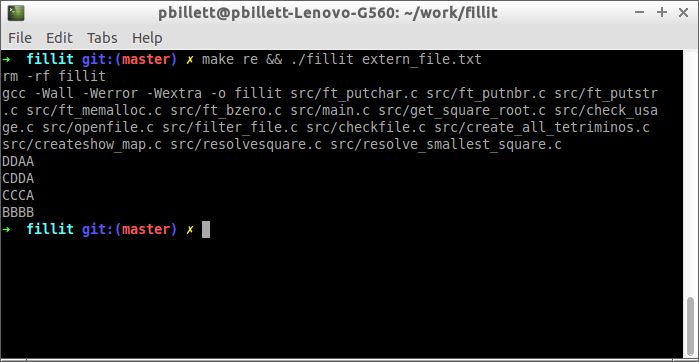 pbillett@pbillett-Lenovo-G560: ~/work/fillit
File Edit Tabs Help
➜ fillit git:(master) ✗ make re && ./fillit extern_file.txt
rm -rf fillit
gcc -Wall -Werror -Wextra -o fillit src/ft_putchar.c src/ft_putnbr.c src/ft_putstr
.c src/ft_memalloc.c src/ft_bzero.c src/main.c src/get_square_root.c src/check_usa
ge.c src/openfile.c src/filter_file.c src/checkfile.c src/create_all_tetriminos.c
src/createshow_map.c src/resolvesquare.c src/resolve_smallest_square.c
DDAA
CDDA
CCCA
BBBB
➜ fillit git:(master) ✗